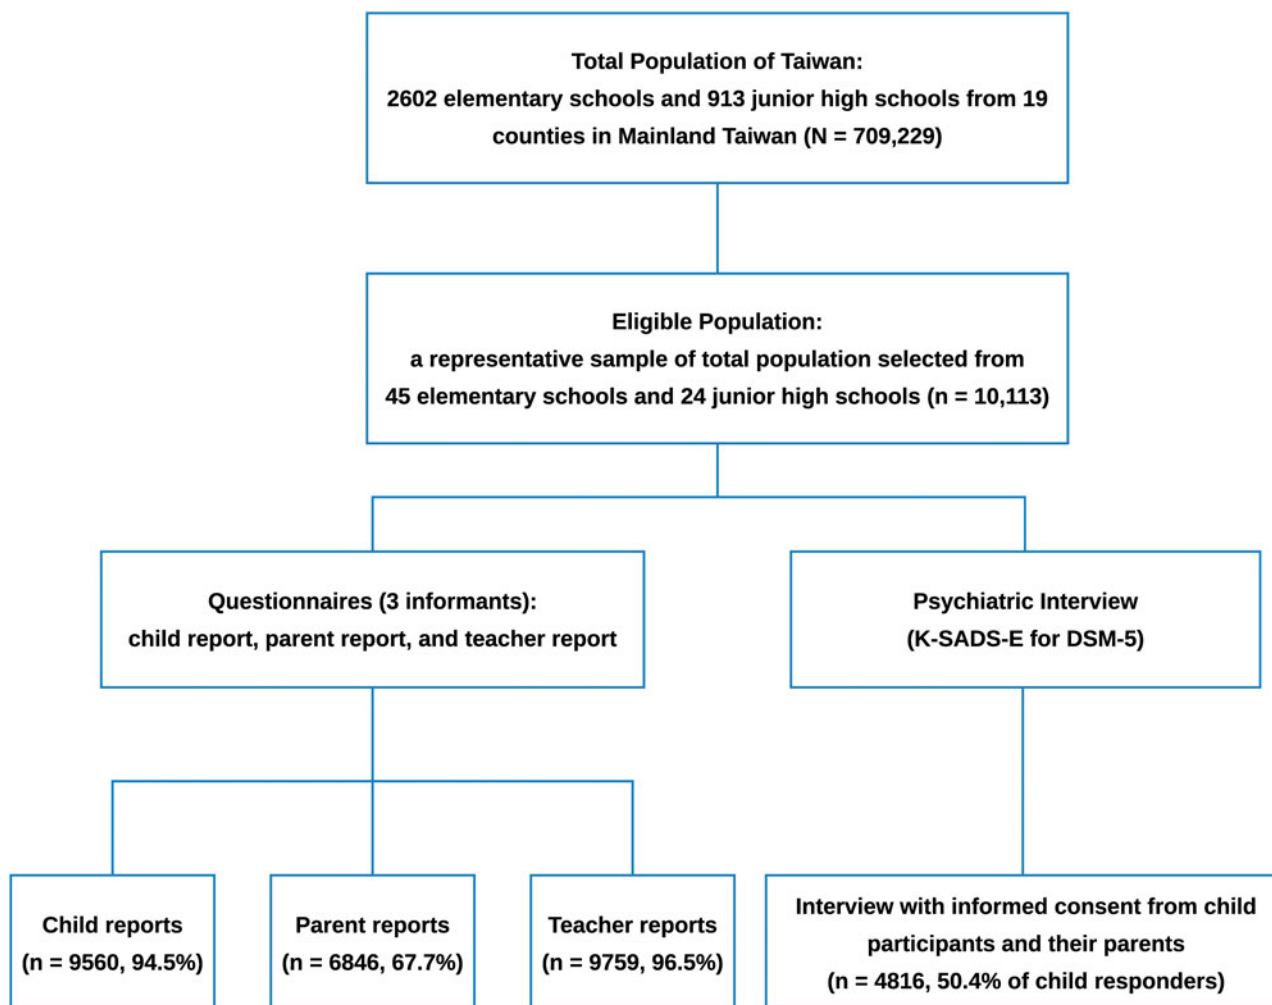 Total Population of Taiwan:
2602 elementary schools and 913 junior high schools from 19
counties in Mainland Taiwan (N = 709,229)
Eligible Population:
a representative sample of total population selected from
45 elementary schools and 24 junior high schools (n = 10,113)
Questionnaires (3 informants):
child report, parent report, and teacher report
Psychiatric Interview
(K-SADS-E for DSM-5)
Child reports
(n = 9560, 94.5%)
Parent reports
(n = 6846, 67.7%)
Teacher reports
(n = 9759, 96.5%)
Interview with informed consent from child
participants and their parents
(n = 4816, 50.4% of child responders)